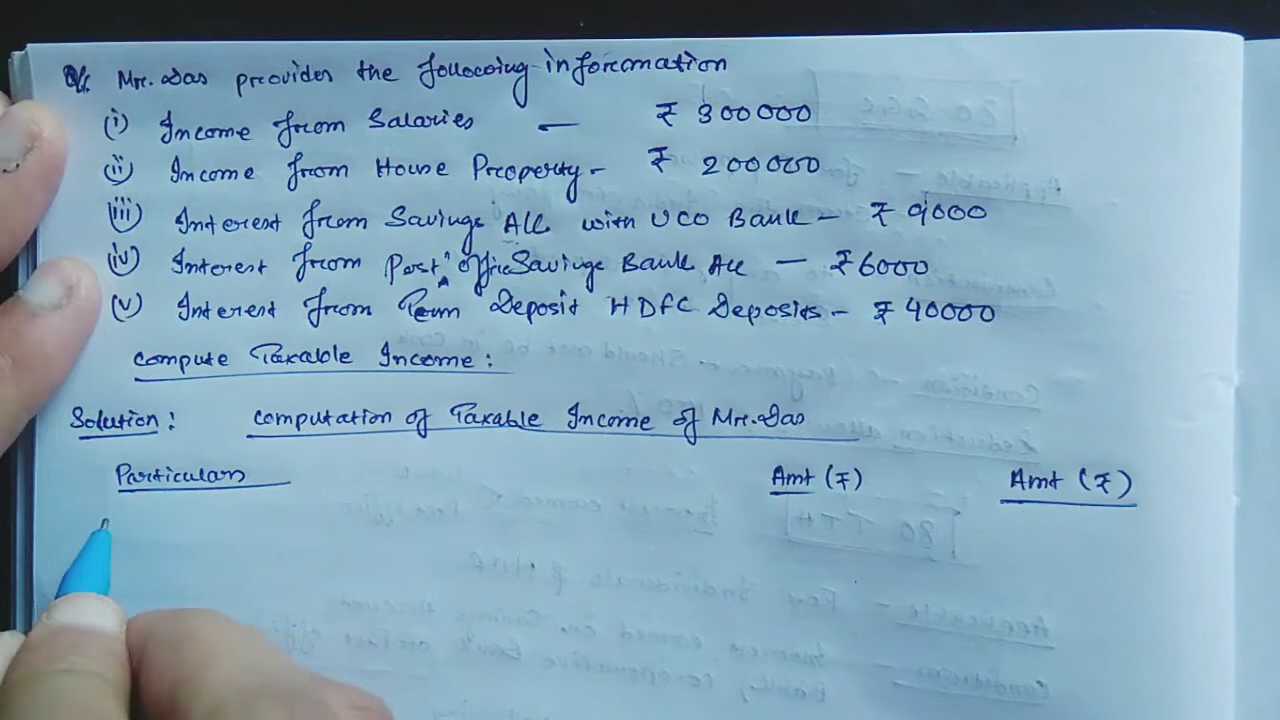 Q/. Mr. Das provides the following information
(i) Income from Salaries — ₹ 300000
(ii) Income from House Property - ₹ 200000
(iii) Interest from Savings A/c with UCO Bank - ₹ 9000
(iv) Interest from Post office Savings Bank A/c — ₹6000
(v) Interest from Term Deposit HDFC Deposits - ₹ 40000
compute Taxable Income:
Solution: computation of Taxable Income of Mr. Das
Particulars Amt (₹) Amt (₹)